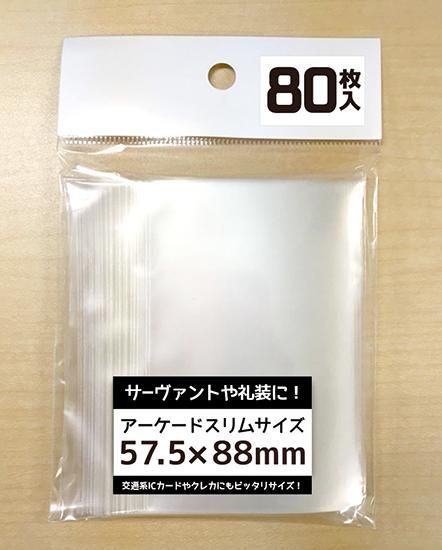 80枚入
サーヴァントや礼装に!
アーケードスリムサイズ
57.5×88mm
交通系ICカードやクレカにもピッタリサイズ!